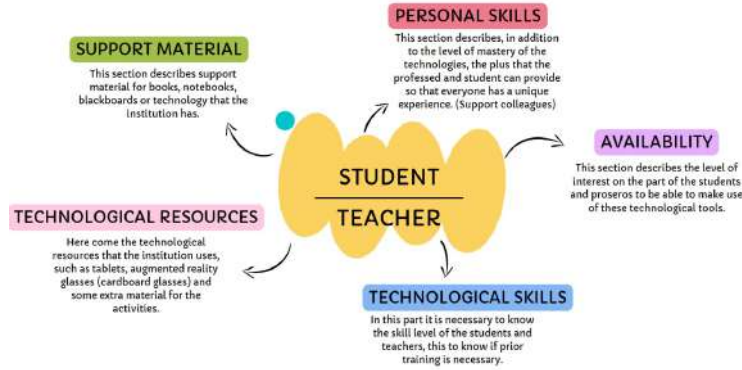 PERSONAL SKILLS
This section describes, in addition
to the level of mastery of the
technologies, the plus that the
professed and student can provide
so that everyone has a unique
experience. (Support colleagues)
SUPPORT MATERIAL
This section describes support
material for books, notebooks,
blackboards or technology that the
institution has.
AVAILABILITY
This section describes the level of
interest on the part of the students
and proseros to be able to make use
of these technological tools.
STUDENT
TEACHER
TECHNOLOGICAL RESOURCES
Here come the technological
resources that the institution uses,
such as tablets, augmented reality
glasses (cardboard glasses) and
some extra material for the
activities.
TECHNOLOGICAL SKILLS
In this part it is necessary to know
the skill level of the students and
teachers, this to know if prior
training is necessary.